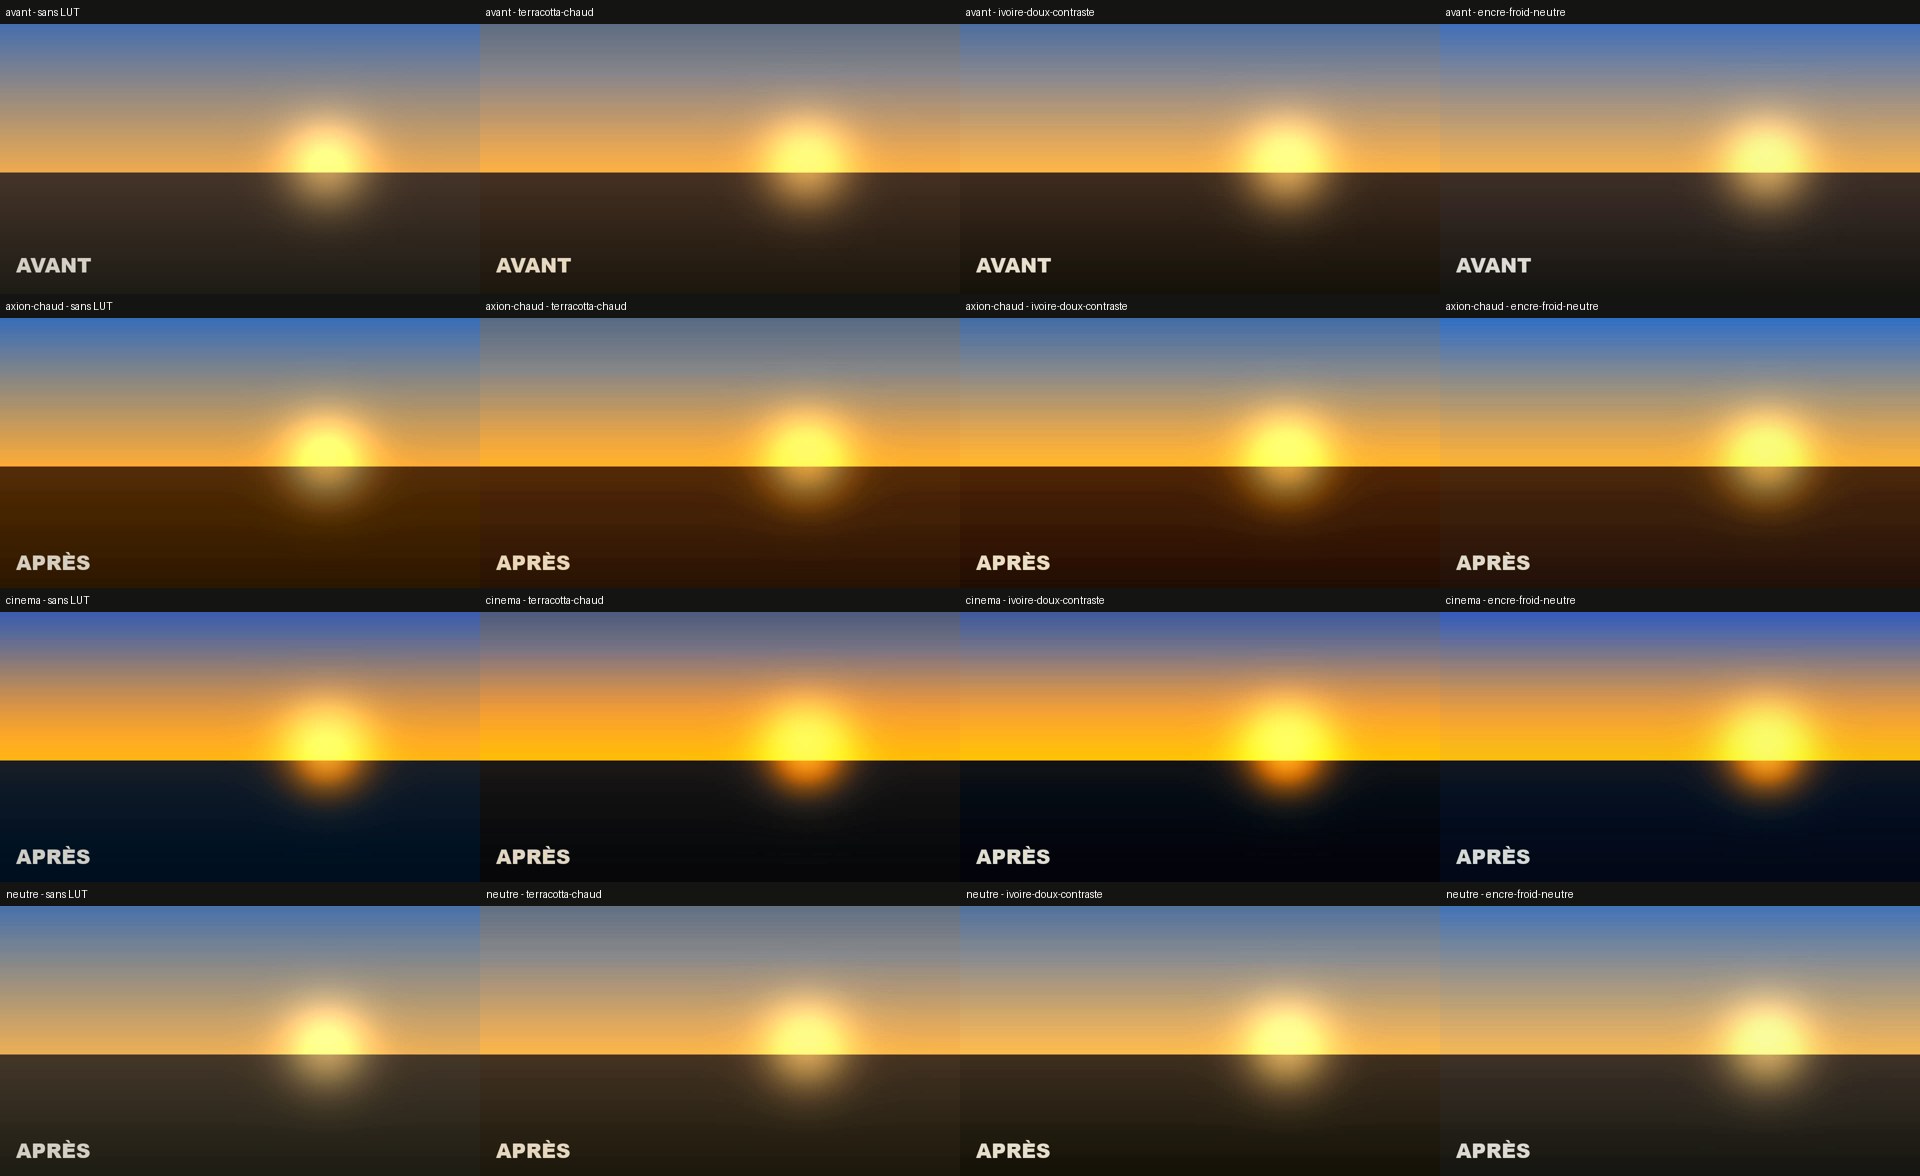 avant - sans LUT
avant - terracotta-chaud
avant - ivoire-doux-contraste
avant - encre-froid-neutre
AVANT
AVANT
AVANT
AVANT
axion-chaud - sans LUT
axion-chaud - terracotta-chaud
axion-chaud - ivoire-doux-contraste
axion-chaud - encre-froid-neutre
APRÈS
APRÈS
APRÈS
APRÈS
cinema - sans LUT
cinema - terracotta-chaud
cinema - ivoire-doux-contraste
cinema - encre-froid-neutre
APRÈS
APRÈS
APRÈS
APRÈS
neutre - sans LUT
neutre - terracotta-chaud
neutre - ivoire-doux-contraste
neutre - encre-froid-neutre
APRÈS
APRÈS
APRÈS
APRÈS